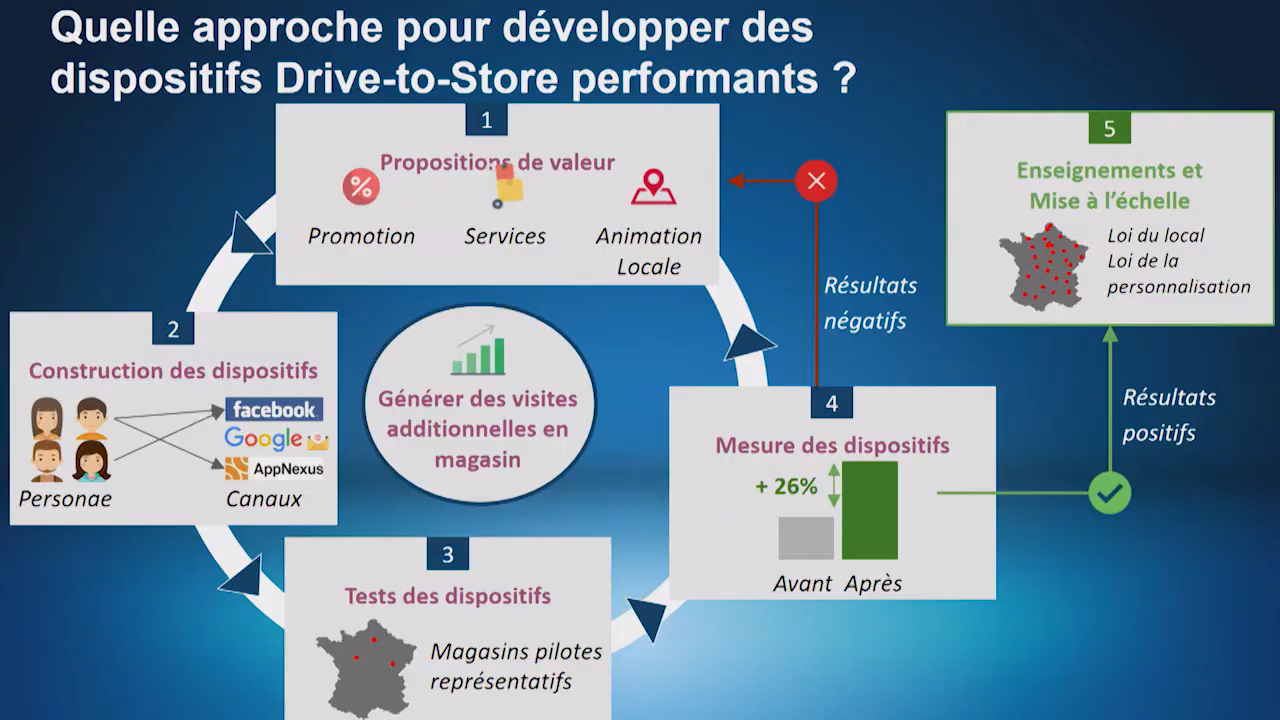 Quelle approche pour développer des
dispositifs Drive-to-Store performants ?
1
Propositions de valeur
%
Promotion
Services
Animation
Locale
2
Construction des dispositifs
facebook
Google
AppNexus
Personae
Canaux
Générer des visites
additionnelles en
magasin
3
Tests des dispositifs
Magasins pilotes
représentatifs
4
Mesure des dispositifs
+ 26%
Avant
Après
Résultats
négatifs
5
Enseignements et
Mise à l’échelle
Loi du local
Loi de la
personnalisation
Résultats
positifs